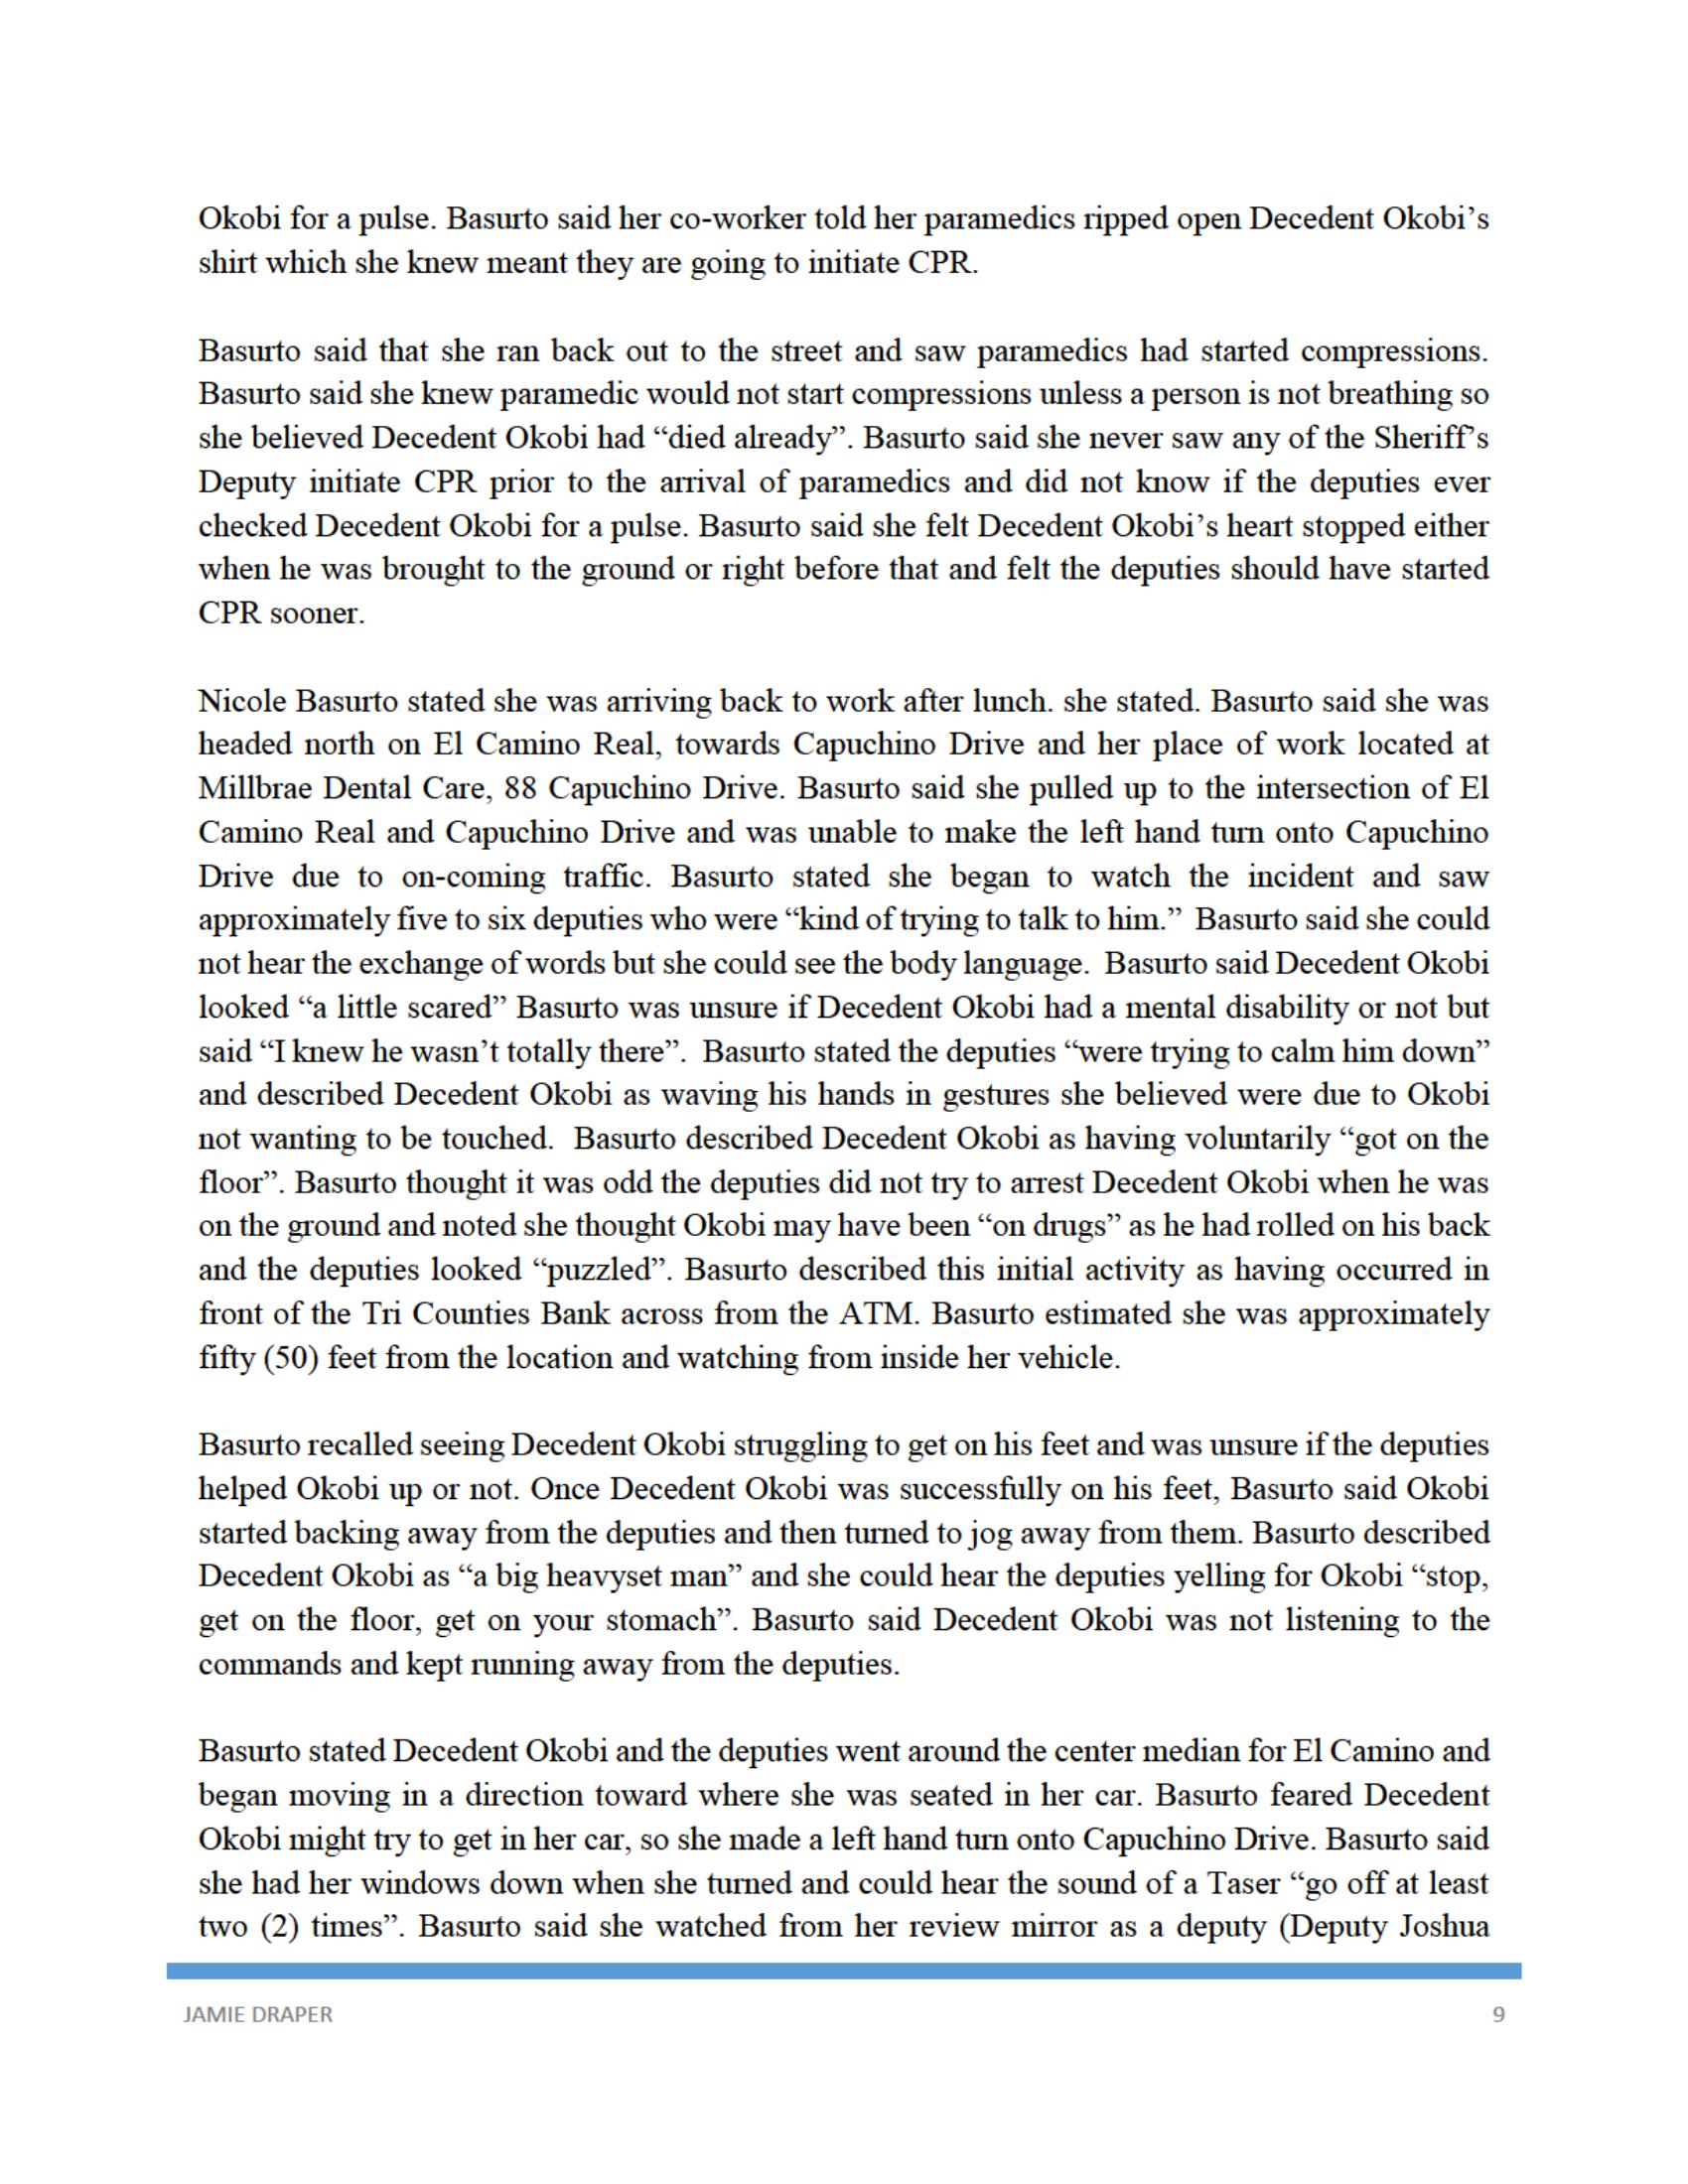 Okobi for a pulse. Basurto said her co-worker told her paramedics ripped open Decedent Okobi’s
shirt which she knew meant they are going to initiate CPR.
Basurto said that she ran back out to the street and saw paramedics had started compressions.
Basurto said she knew paramedic would not start compressions unless a person is not breathing so
she believed Decedent Okobi had “died already”. Basurto said she never saw any of the Sheriff’s
Deputy initiate CPR prior to the arrival of paramedics and did not know if the deputies ever
checked Decedent Okobi for a pulse. Basurto said she felt Decedent Okobi’s heart stopped either
when he was brought to the ground or right before that and felt the deputies should have started
CPR sooner.
Nicole Basurto stated she was arriving back to work after lunch. she stated. Basurto said she was
headed north on El Camino Real, towards Capuchino Drive and her place of work located at
Millbrae Dental Care, 88 Capuchino Drive. Basurto said she pulled up to the intersection of El
Camino Real and Capuchino Drive and was unable to make the left hand turn onto Capuchino
Drive due to on-coming traffic. Basurto stated she began to watch the incident and saw
approximately five to six deputies who were “kind of trying to talk to him.”  Basurto said she could
not hear the exchange of words but she could see the body language.  Basurto said Decedent Okobi
looked “a little scared” Basurto was unsure if Decedent Okobi had a mental disability or not but
said “I knew he wasn’t totally there”.  Basurto stated the deputies “were trying to calm him down”
and described Decedent Okobi as waving his hands in gestures she believed were due to Okobi
not wanting to be touched.  Basurto described Decedent Okobi as having voluntarily “got on the
floor”. Basurto thought it was odd the deputies did not try to arrest Decedent Okobi when he was
on the ground and noted she thought Okobi may have been “on drugs” as he had rolled on his back
and the deputies looked “puzzled”. Basurto described this initial activity as having occurred in
front of the Tri Counties Bank across from the ATM. Basurto estimated she was approximately
fifty (50) feet from the location and watching from inside her vehicle.
Basurto recalled seeing Decedent Okobi struggling to get on his feet and was unsure if the deputies
helped Okobi up or not. Once Decedent Okobi was successfully on his feet, Basurto said Okobi
started backing away from the deputies and then turned to jog away from them. Basurto described
Decedent Okobi as “a big heavyset man” and she could hear the deputies yelling for Okobi “stop,
get on the floor, get on your stomach”. Basurto said Decedent Okobi was not listening to the
commands and kept running away from the deputies.
Basurto stated Decedent Okobi and the deputies went around the center median for El Camino and
began moving in a direction toward where she was seated in her car. Basurto feared Decedent
Okobi might try to get in her car, so she made a left hand turn onto Capuchino Drive. Basurto said
she had her windows down when she turned and could hear the sound of a Taser “go off at least
two (2) times”. Basurto said she watched from her review mirror as a deputy (Deputy Joshua
JAMIE DRAPER 9